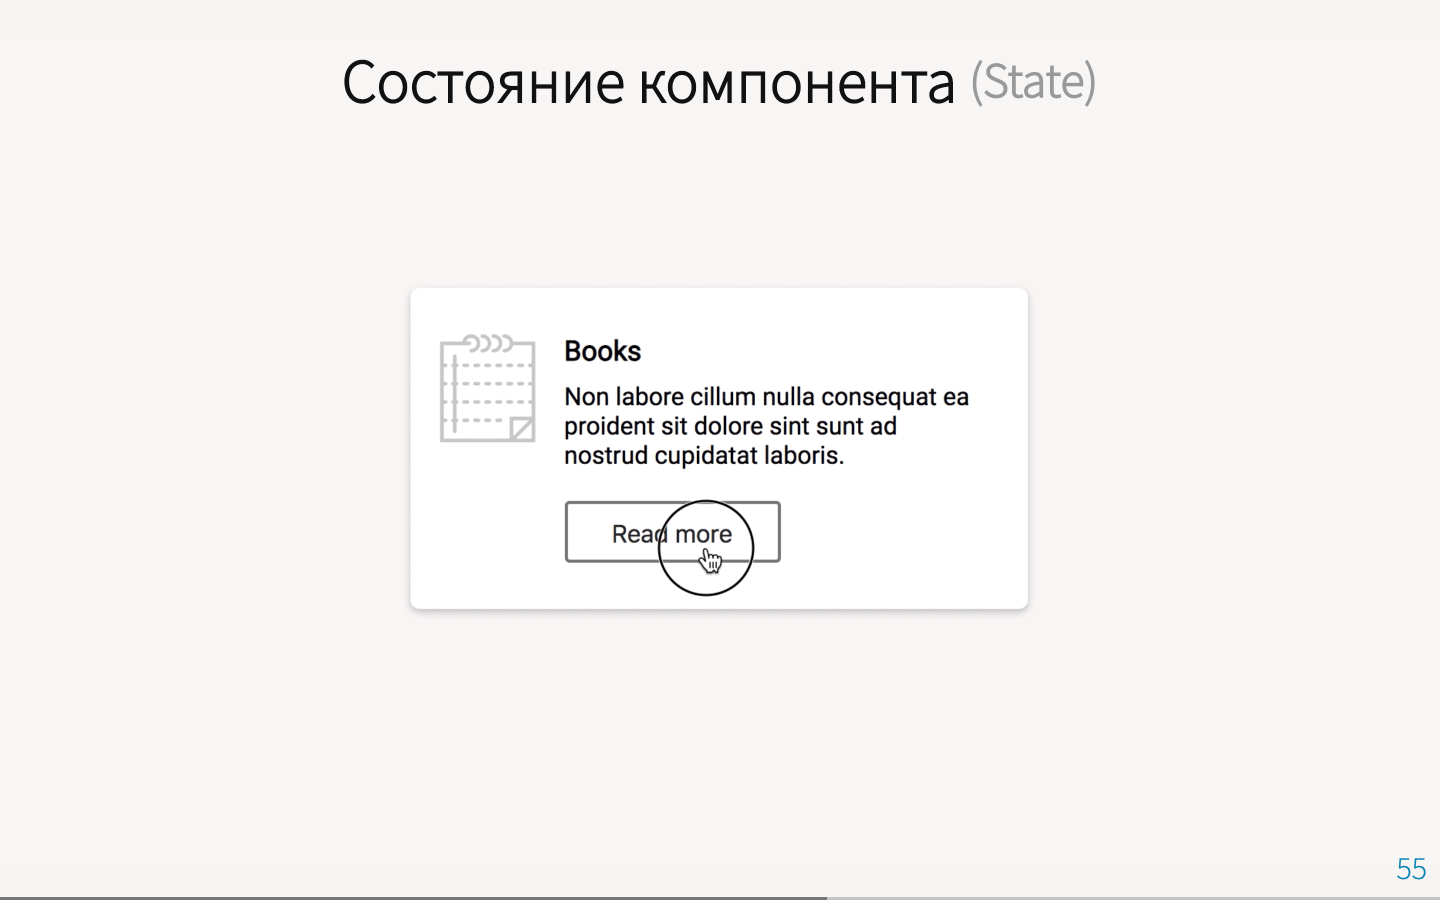 Состояние компонента (State)
Books
Non labore cillum nulla consequat ea
proident sit dolore sint sunt ad
nostrud cupidatat laboris.
Read more
55